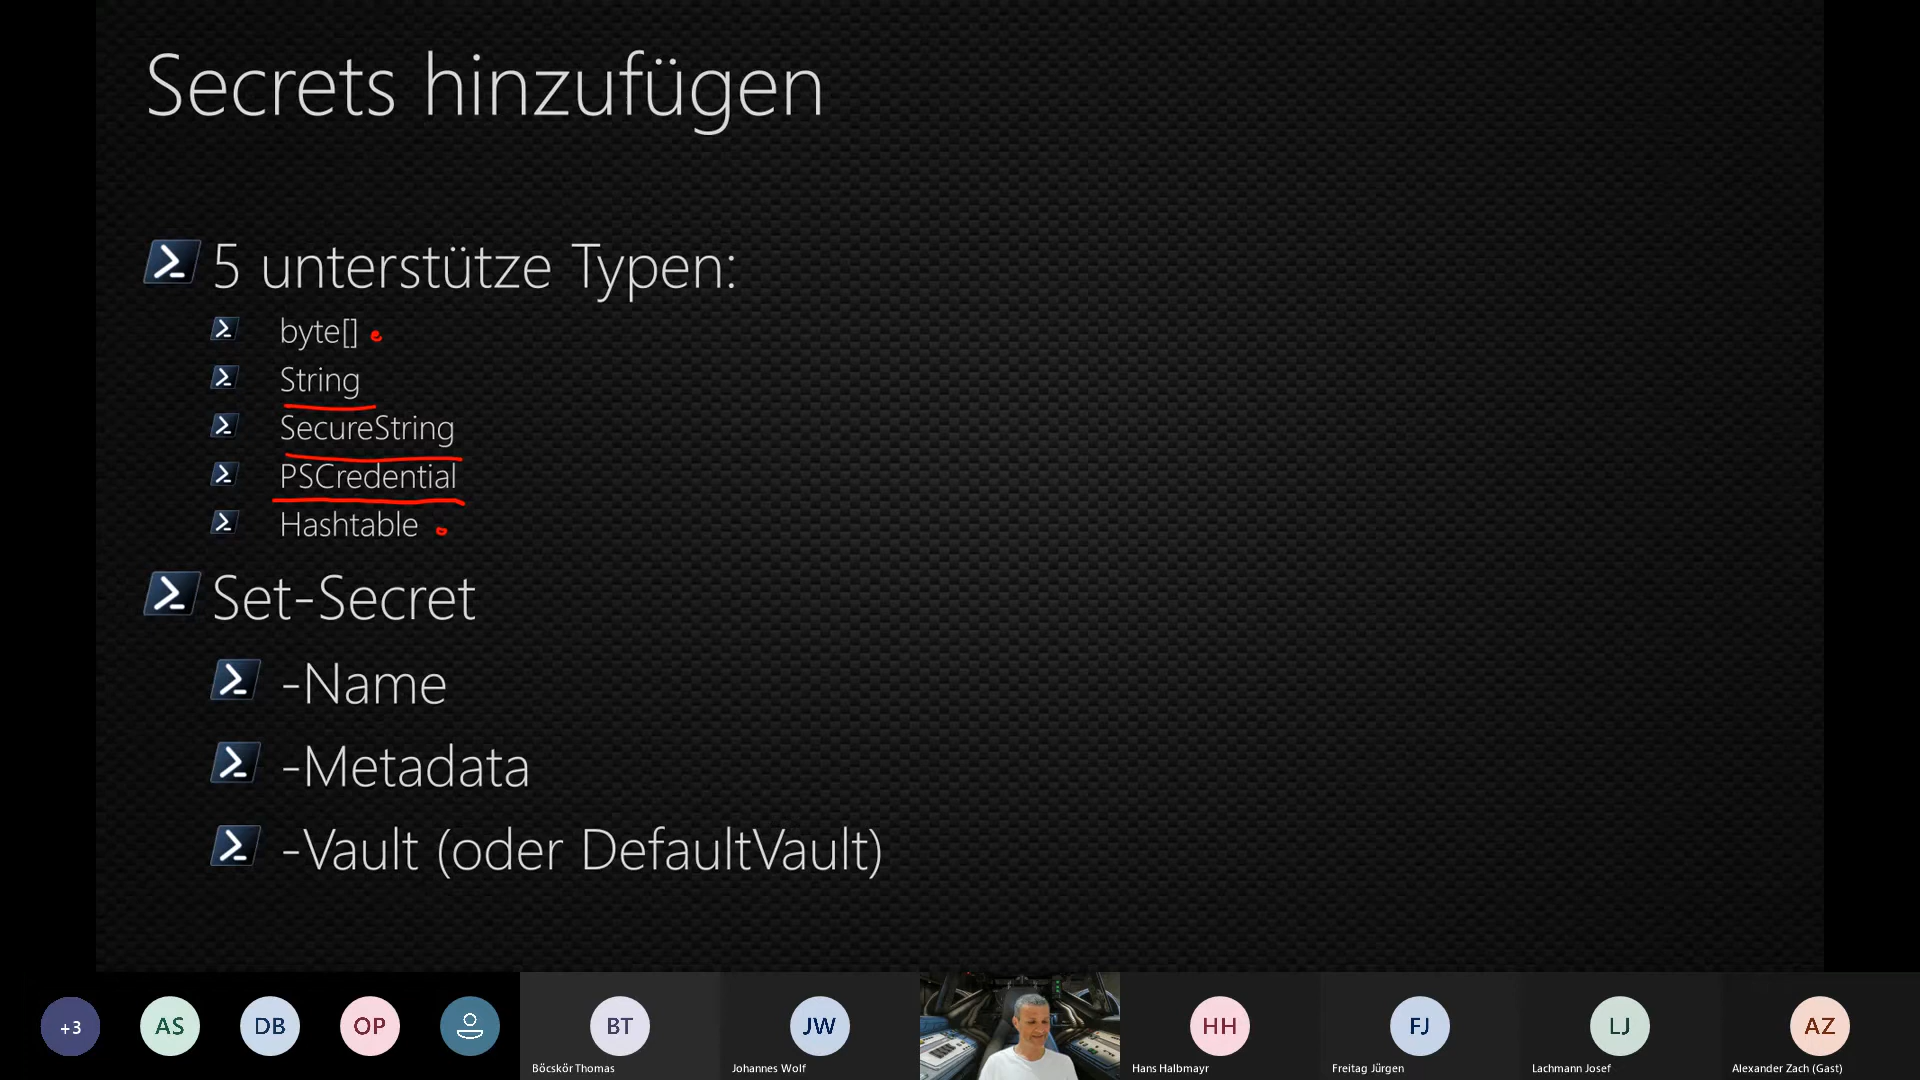 Secrets hinzufügen
5 unterstütze Typen:
byte[]
String
SecureString
PSCredential
Hashtable
Set-Secret
-Name
-Metadata
-Vault (oder DefaultVault)
+3
AS
DB
OP
BT
JW
HH
FJ
LJ
AZ
Böcskör Thomas
Johannes Wolf
Hans Halbmayr
Freitag Jürgen
Lachmann Josef
Alexander Zach (Gast)